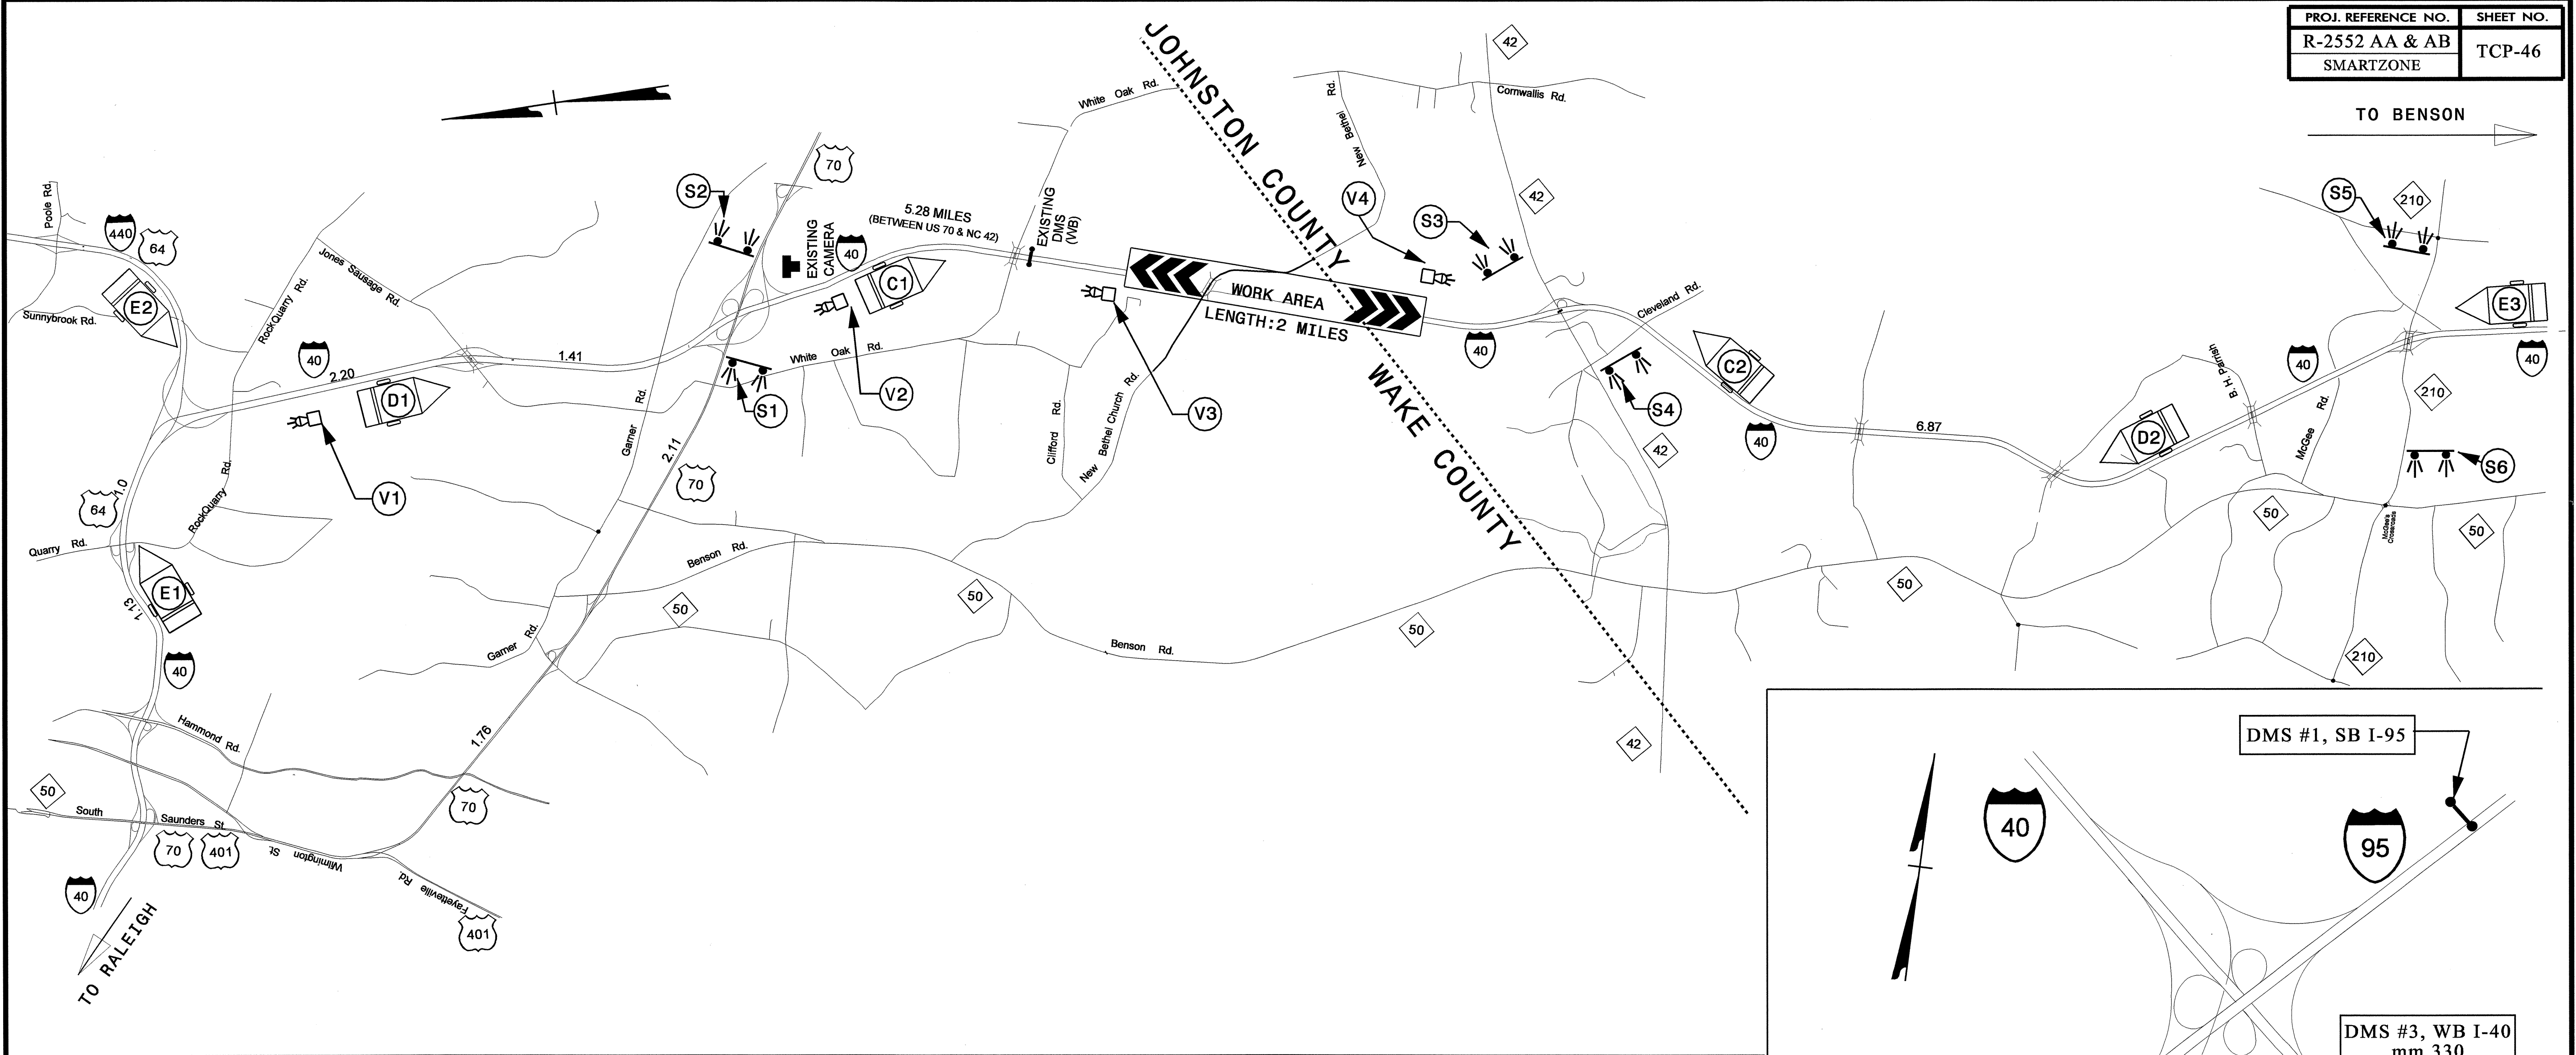 PROJ. REFERENCE NO.
SHEET NO.
R-2552 AA & AB
SMARTZONE
TCP-46
TO BENSON
JOHNSTON COUNTY
WAKE COUNTY
42
Cornwallis Rd.
White Oak Rd.
New Bethel Rd.
70
S2
Poole Rd.
440
64
Jones Sausage Rd.
RockQuarry Rd.
E2
Sunnybrook Rd.
EXISTING
CAMERA
40
5.28 MILES
(BETWEEN US 70 & NC 42)
EXISTING
DMS
(WB)
C1
V4
S3
42
S5
210
E3
40
WORK AREA
LENGTH:2 MILES
40
Cleveland Rd.
C2
40
40
2.20
D1
1.41
Garner Rd.
White Oak Rd.
S1
V2
V3
V1
S4
42
40
6.87
D2
B. H. Parrish
McGee Rd.
210
S6
50
50
McGee's
Crossroads
64
1.0
RockQuarry Rd.
Quarry Rd.
E1
1.13
40
2.11
70
Clifford Rd.
New Bethel Church Rd.
Benson Rd.
50
50
Benson Rd.
50
50
210
42
Garner Rd.
1.76
Hammond Rd.
50
South Saunders St.
70
401
Wilmington St.
70
Fayetteville Rd.
401
40
TO RALEIGH
DMS #1, SB I-95
40
95
DMS #3, WB I-40
mm 330